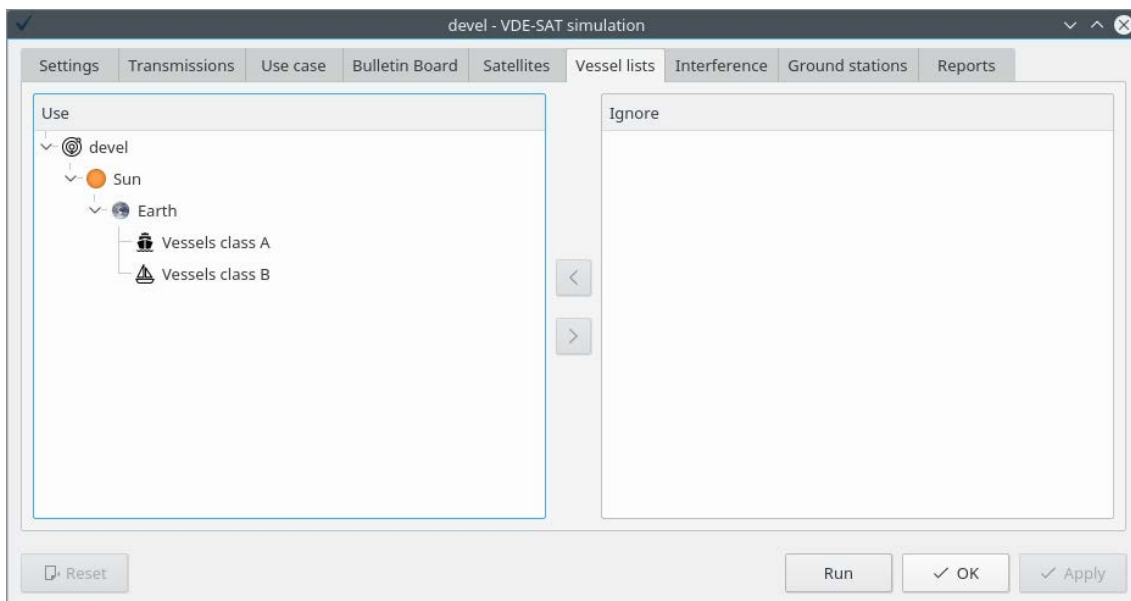 devel - VDE-SAT simulation
Settings Transmissions Use case Bulletin Board Satellites Vessel lists Interference Ground stations Reports
Use
Ignore
devel
Sun
Earth
Vessels class A
Vessels class B
Reset Run OK Apply